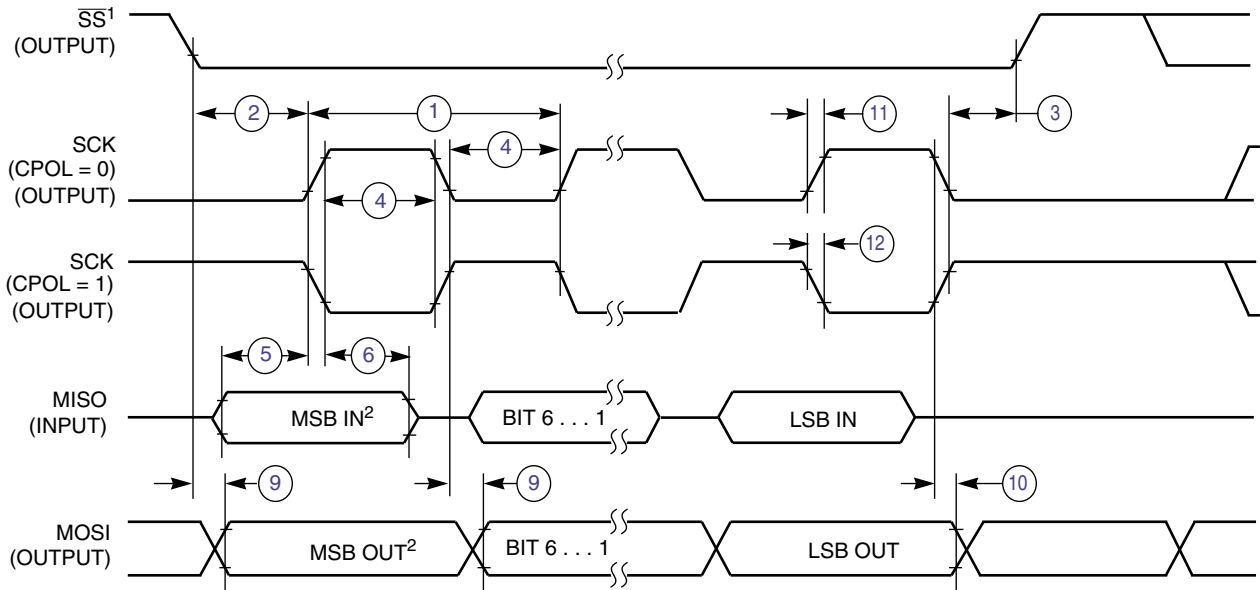 SS¹
(OUTPUT)
2
1
11
3
SCK
(CPOL = 0)
(OUTPUT)
4
4
12
SCK
(CPOL = 1)
(OUTPUT)
5
6
MISO
(INPUT)
MSB IN²
BIT 6 . . . 1
LSB IN
9
9
10
MOSI
(OUTPUT)
MSB OUT²
BIT 6 . . . 1
LSB OUT